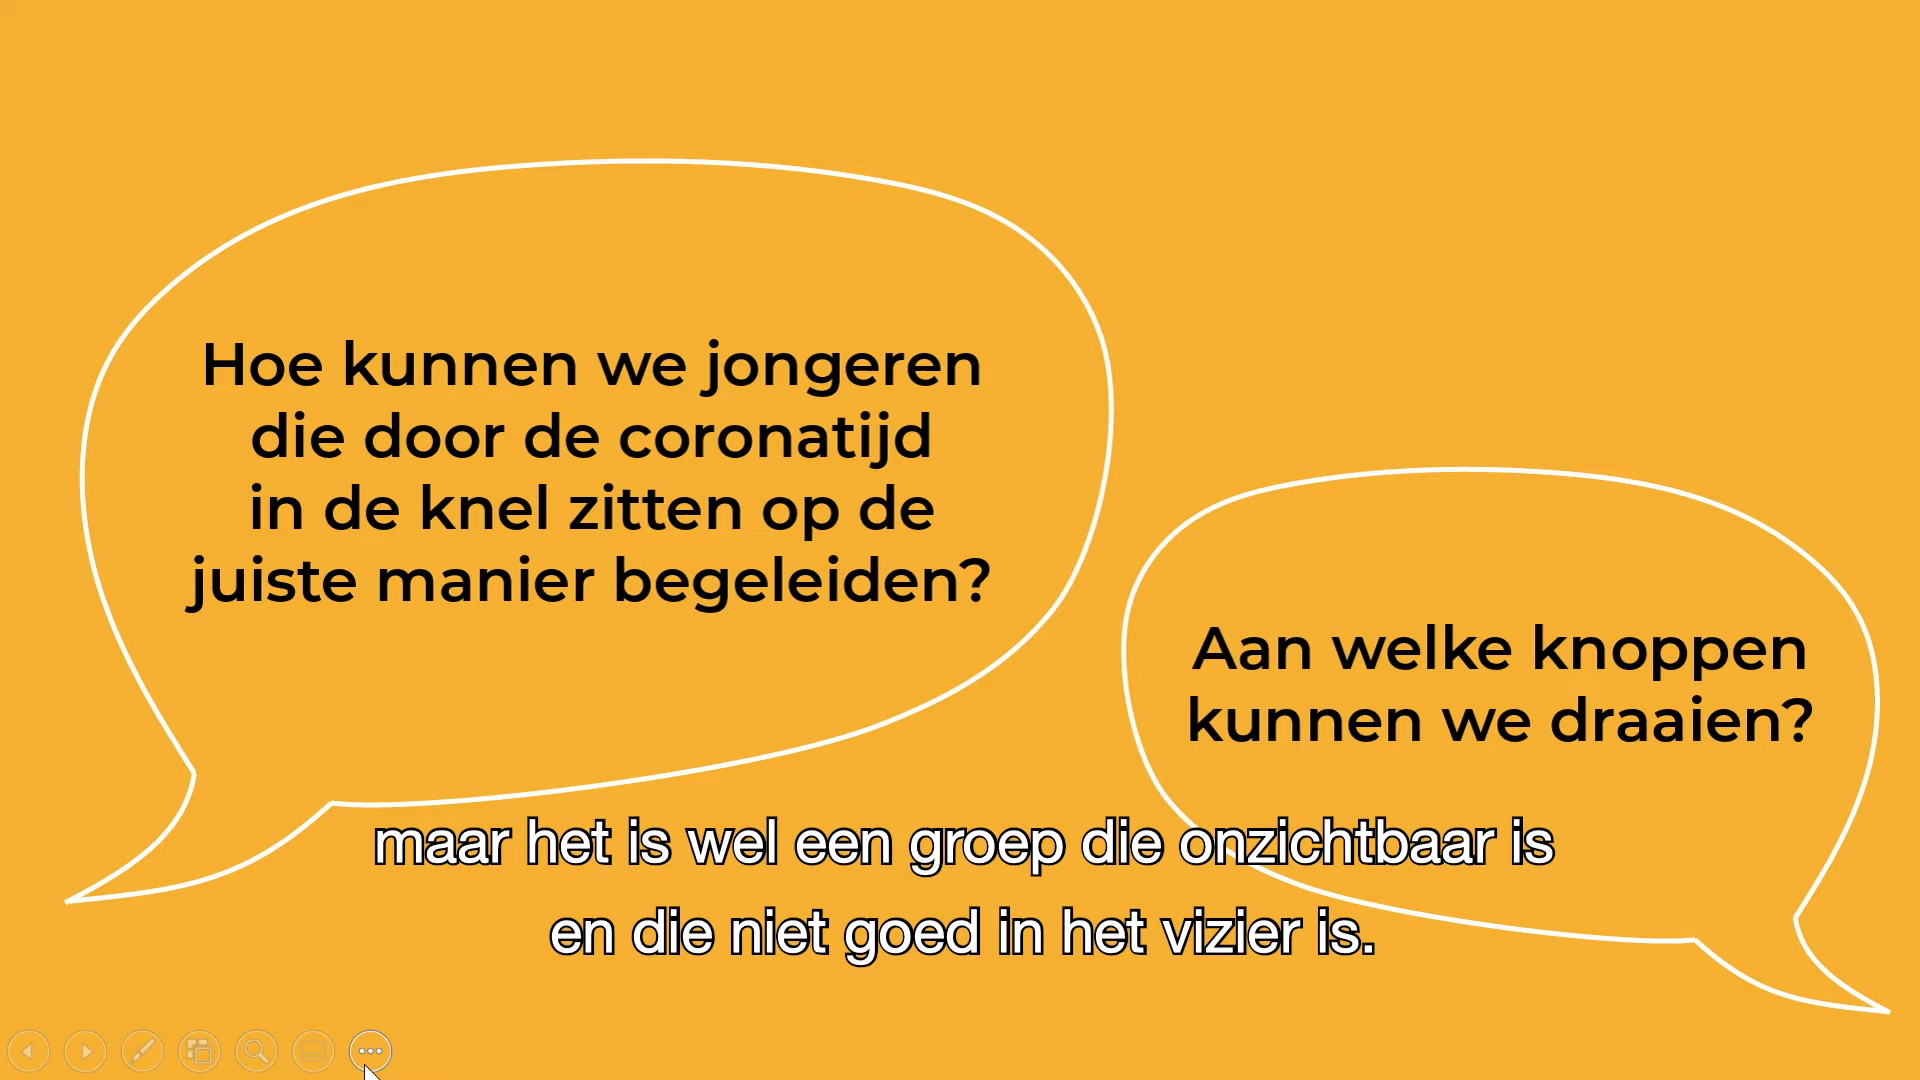 Hoe kunnen we jongeren
die door de coronatijd
in de knel zitten op de
juiste manier begeleiden?
Aan welke knoppen
kunnen we draaien?
maar het is wel een groep die onzichtbaar is
en die niet goed in het vizier is.